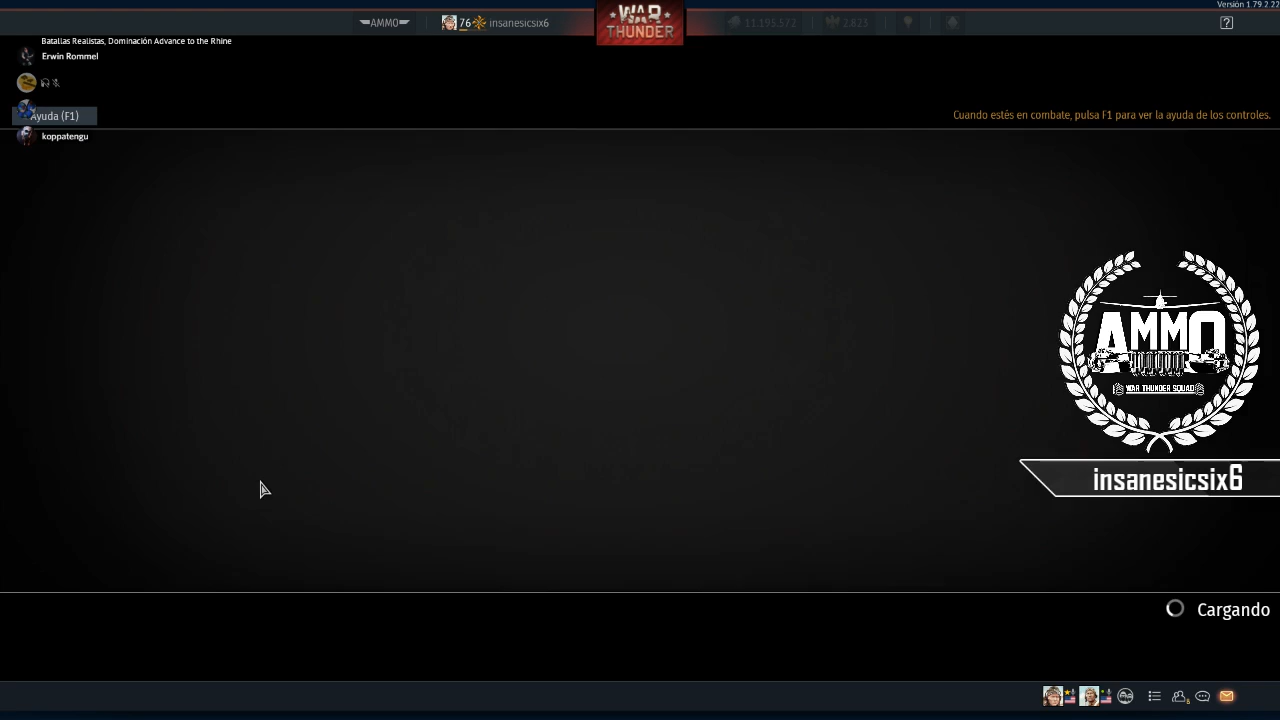 Versión 1.79.2.22
AMMO
76 insanesicsix6
WAR
THUNDER
11.195.572
2.823
Batallas Realistas, Dominación Advance to the Rhine
Erwin Rommel
Ayuda (F1)
Cuando estés en combate, pulsa F1 para ver la ayuda de los controles.
koppatengu
AMMO
WAR THUNDER SQUAD
insanesicsix6
Cargando